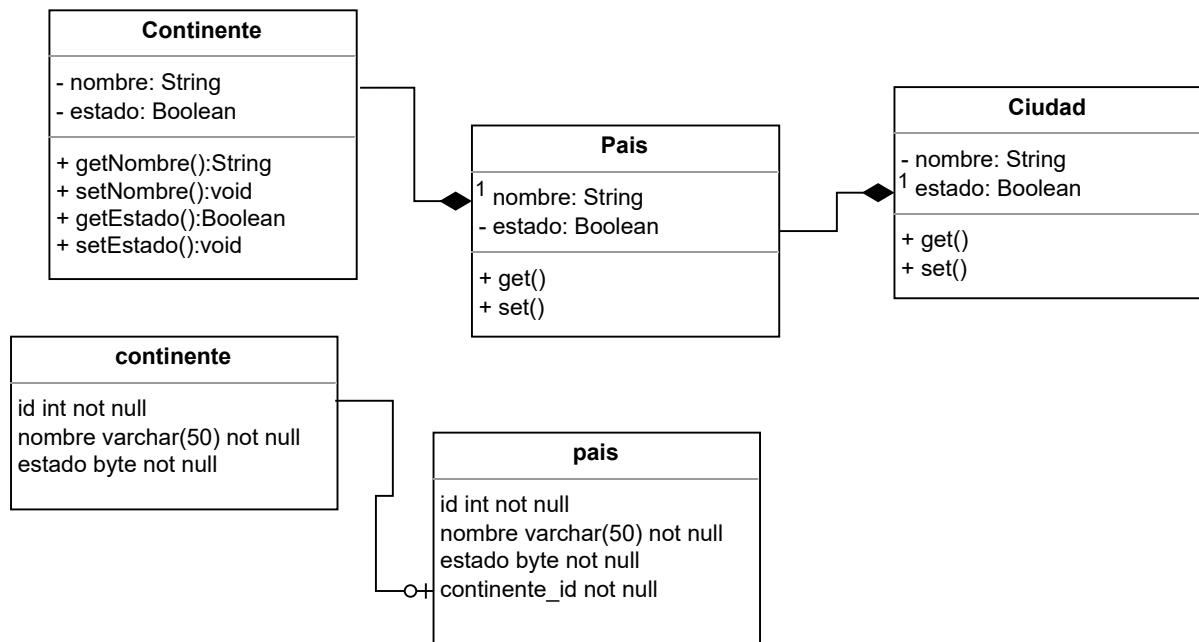 Continente
- nombre: String
- estado: Boolean
+ getNombre():String
+ setNombre():void
+ getEstado():Boolean
+ setEstado():void
Pais
1 nombre: String
- estado: Boolean
+ get()
+ set()
Ciudad
- nombre: String
1 estado: Boolean
+ get()
+ set()
continente
id int not null
nombre varchar(50) not null
estado byte not null
pais
id int not null
nombre varchar(50) not null
estado byte not null
continente_id not null